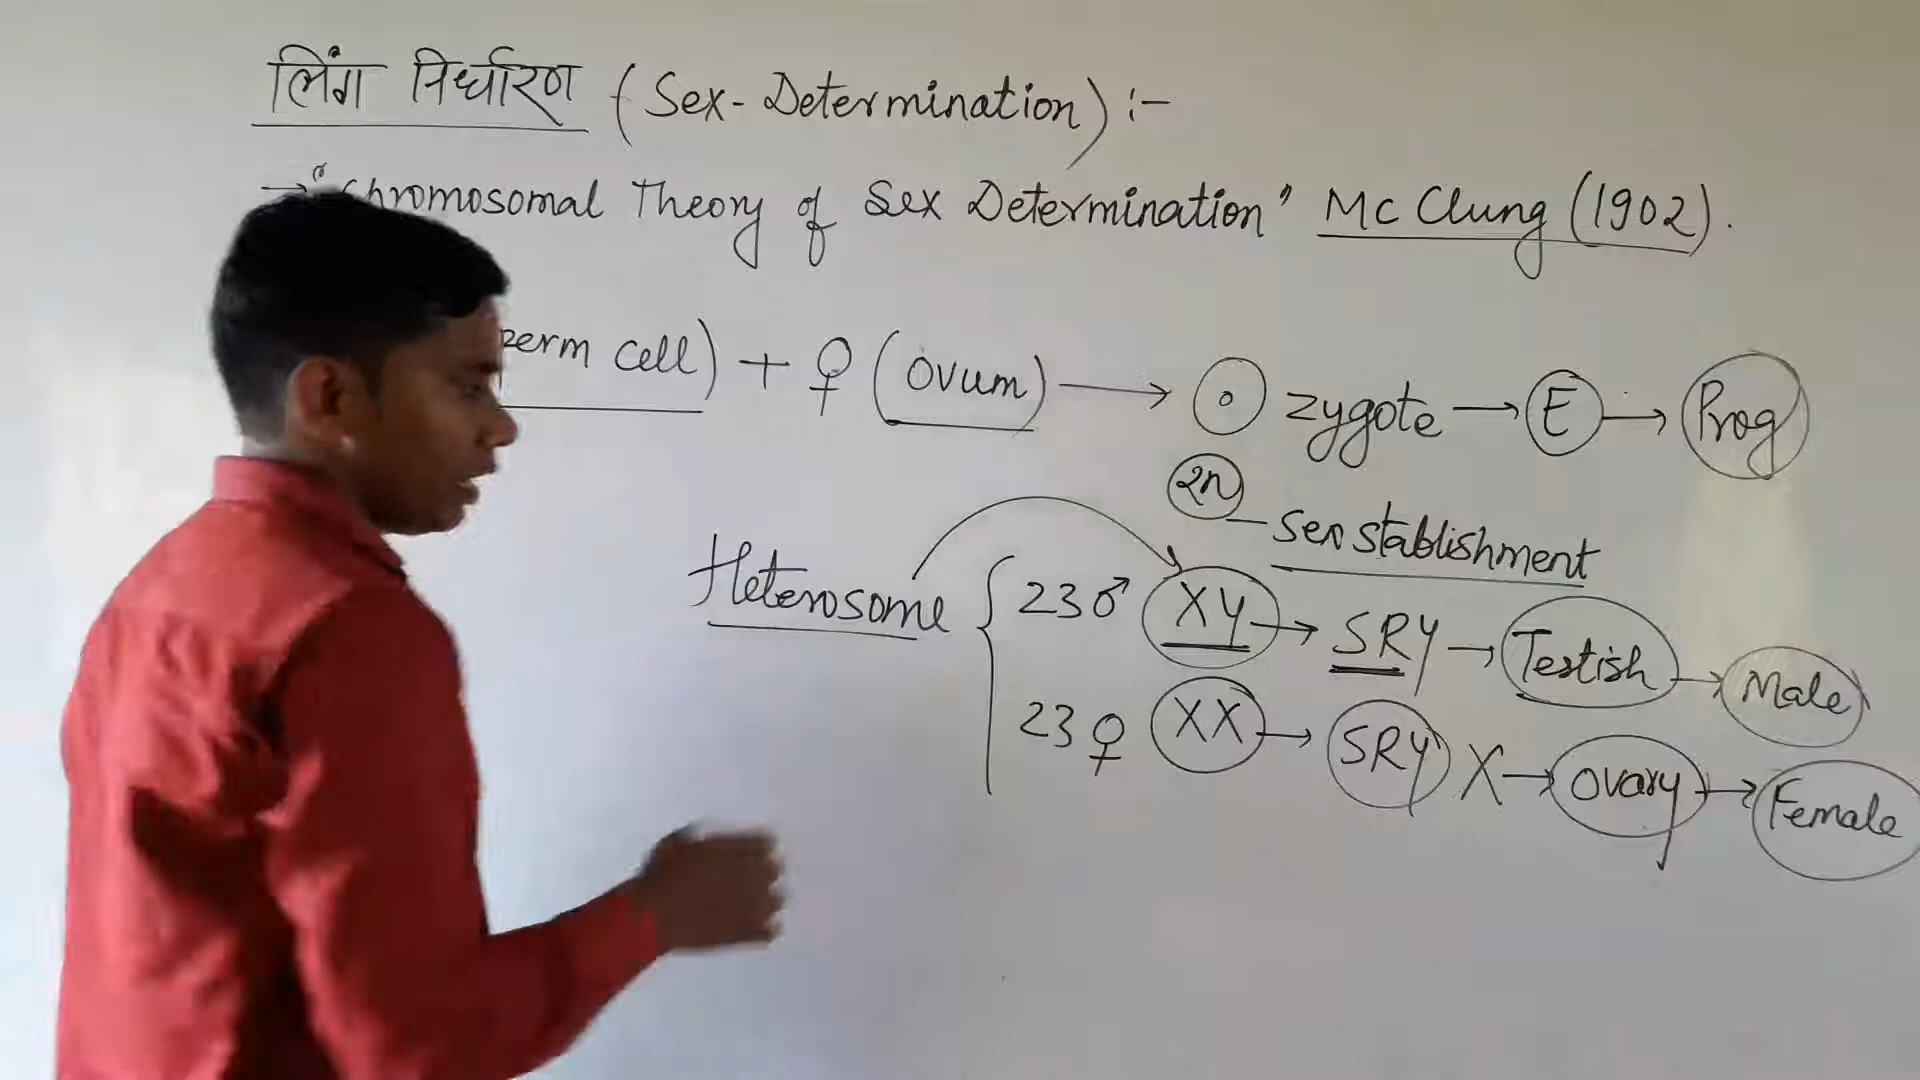 लिंग निर्धारण (Sex-Determination) :-
→ "Chromosomal Theory of Sex Determination" Mc Clung (1902).
perm cell) + ♀ (ovum) → zygote → E → Prog
2n
- Sex stablishment
Heterosome { 23 ♂ XY → SRY → Testish → Male
23 ♀ XX → SRY X → ovary → Female